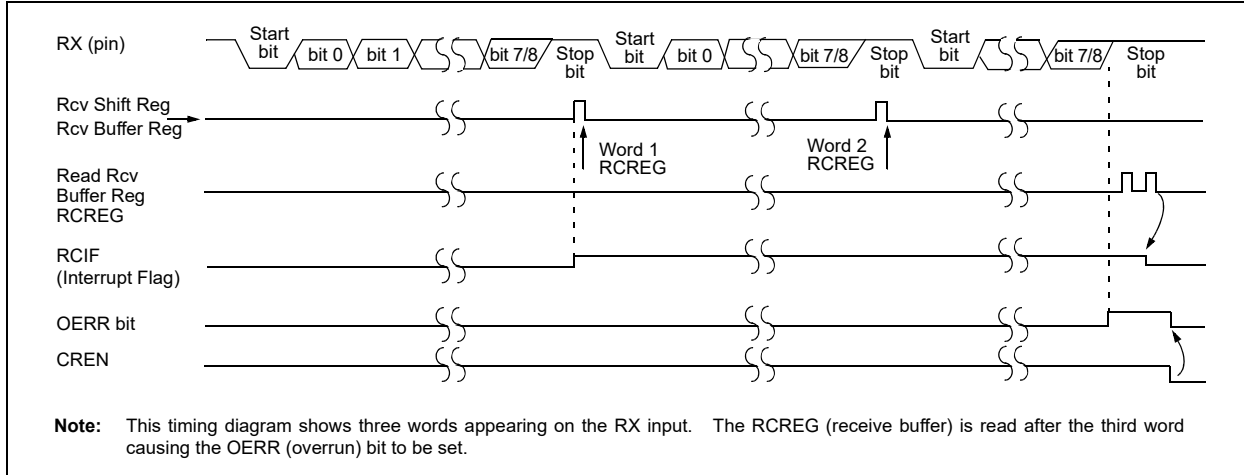 RX (pin)
Start
bit
bit 0
bit 1
bit 7/8
Stop
bit
Start
bit
bit 0
bit 7/8
Stop
bit
Start
bit
bit 7/8
Stop
bit
Rcv Shift Reg
Rcv Buffer Reg
Word 1
RCREG
Word 2
RCREG
Read Rcv
Buffer Reg
RCREG
RCIF
(Interrupt Flag)
OERR bit
CREN
Note: This timing diagram shows three words appearing on the RX input. The RCREG (receive buffer) is read after the third word
causing the OERR (overrun) bit to be set.